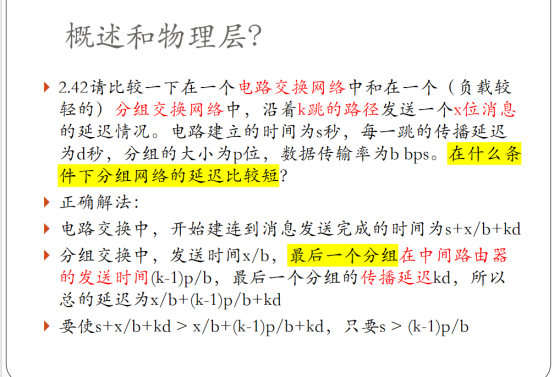 概述和物理层?
2.42请比较一下在一个电路交换网络中和在一个（负载较
轻的）分组交换网络中，沿着k跳的路径发送一个x位消息
的延迟情况。电路建立的时间为s秒，每一跳的传播延迟
为d秒，分组的大小为p位，数据传输率为b bps。在什么条
件下分组网络的延迟比较短?
正确解法：
电路交换中，开始建连到消息发送完成的时间为s+x/b+kd
分组交换中，发送时间x/b，最后一个分组在中间路由器
的发送时间(k-1)p/b，最后一个分组的传播延迟kd，所以
总的延迟为x/b+(k-1)p/b+kd
要使s+x/b+kd > x/b+(k-1)p/b+kd，只要s > (k-1)p/b